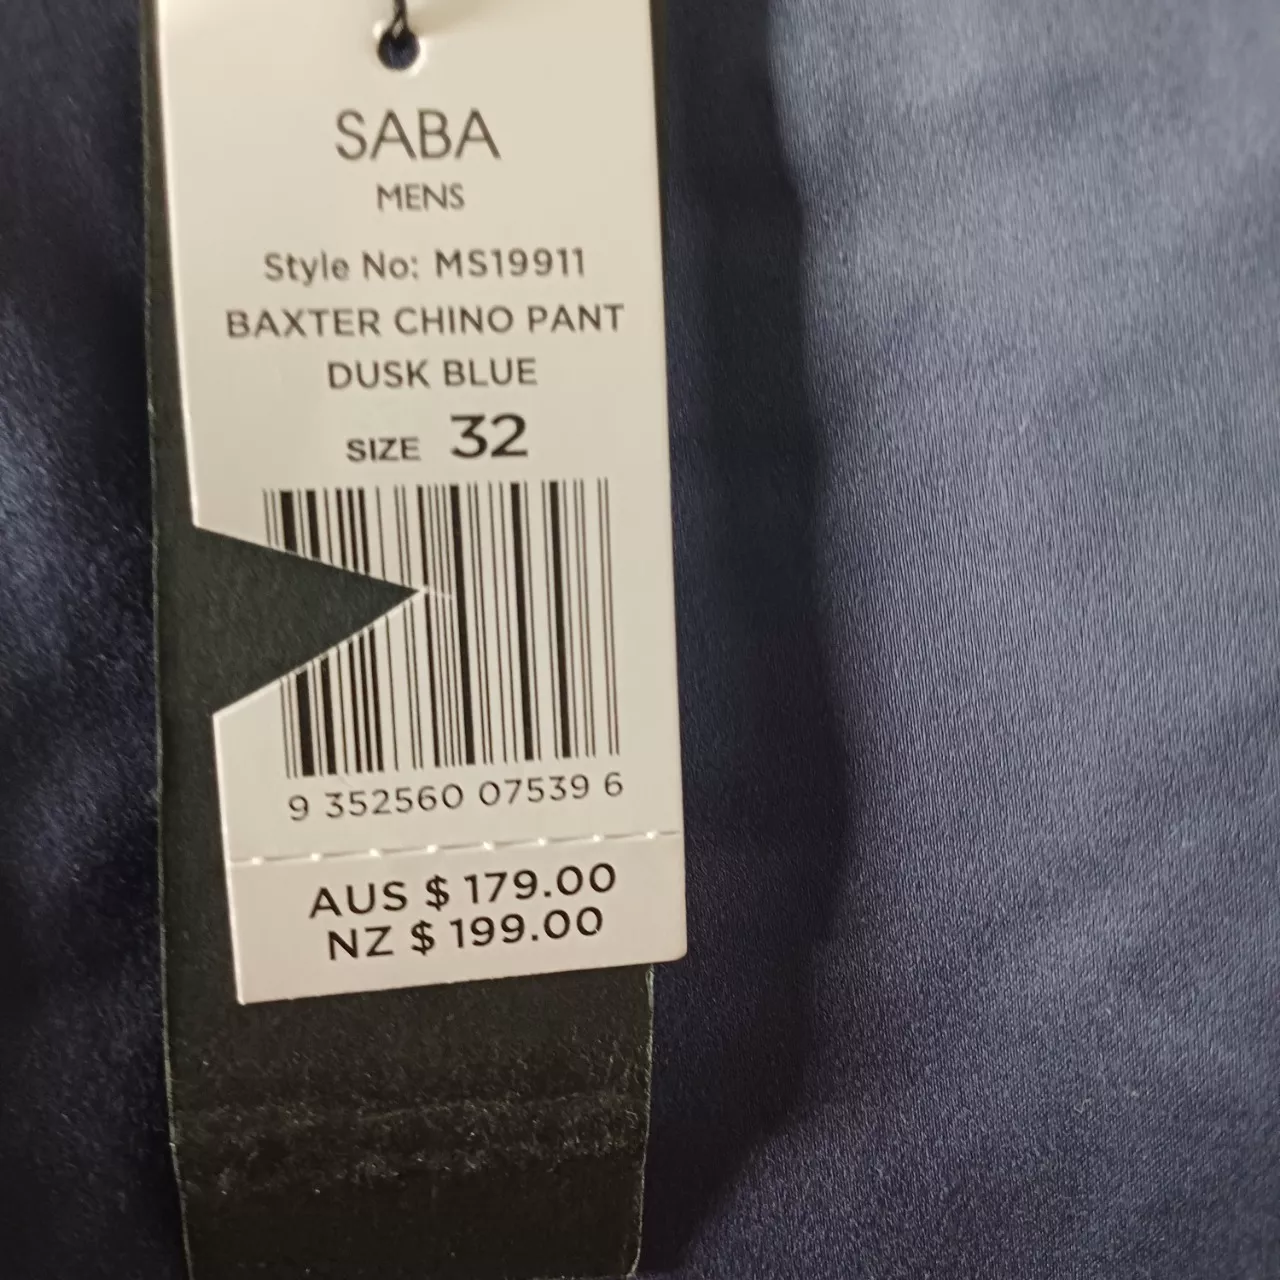 SABA
MENS
Style No: MS19911
BAXTER CHINO PANT
DUSK BLUE
SIZE 32
9 352560 07539 6
AUS $ 179.00
NZ $ 199.00